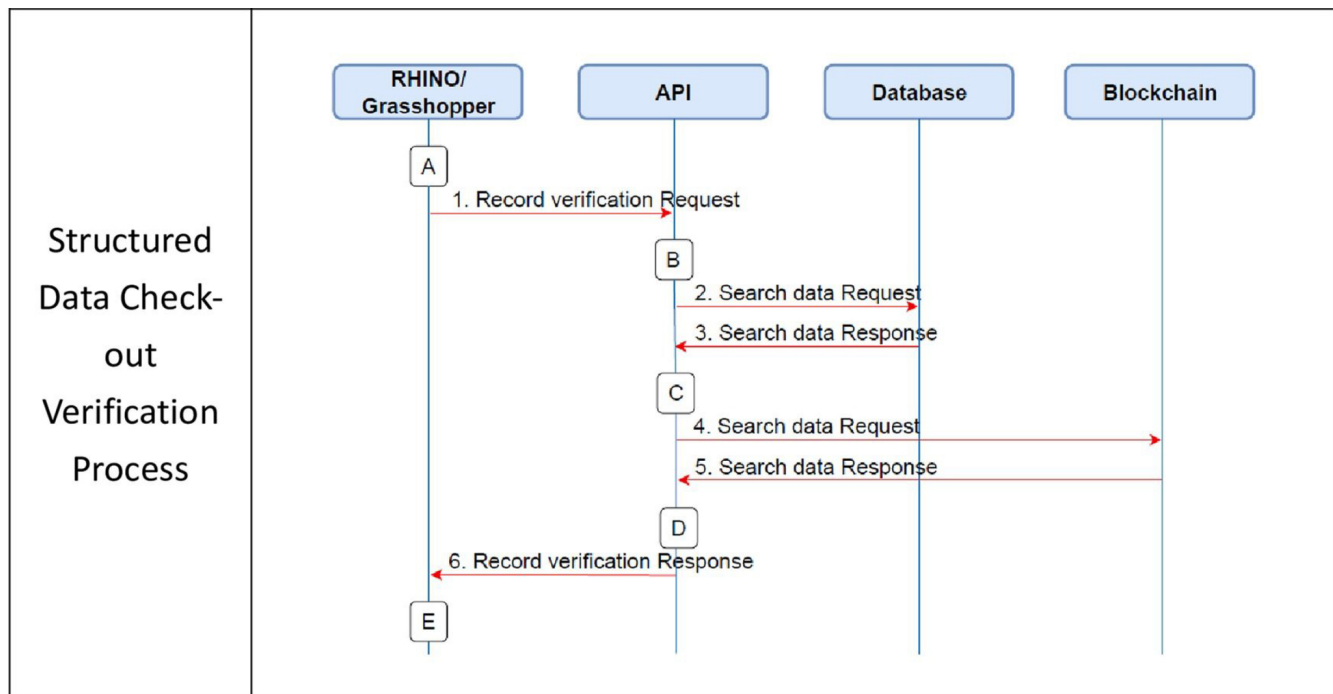 Structured
Data Check-
out
Verification
Process
RHINO/
Grasshopper
API
Database
Blockchain
A
1. Record verification Request
B
2. Search data Request
3. Search data Response
C
4. Search data Request
5. Search data Response
D
6. Record verification Response
E